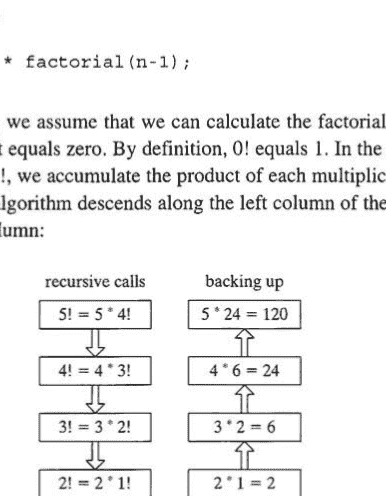 * factorial(n-1);
we assume that we can calculate the factorial
equals zero. By definition, 0! equals 1. In the
!, we accumulate the product of each multiplic
lgorithm descends along the left column of the
umn:
recursive calls
backing up
5! = 5 * 4!
5 * 24 = 120
4! = 4 * 3!
4 * 6 = 24
3! = 3 * 2!
3 * 2 = 6
2! = 2 * 1!
2 * 1 = 2